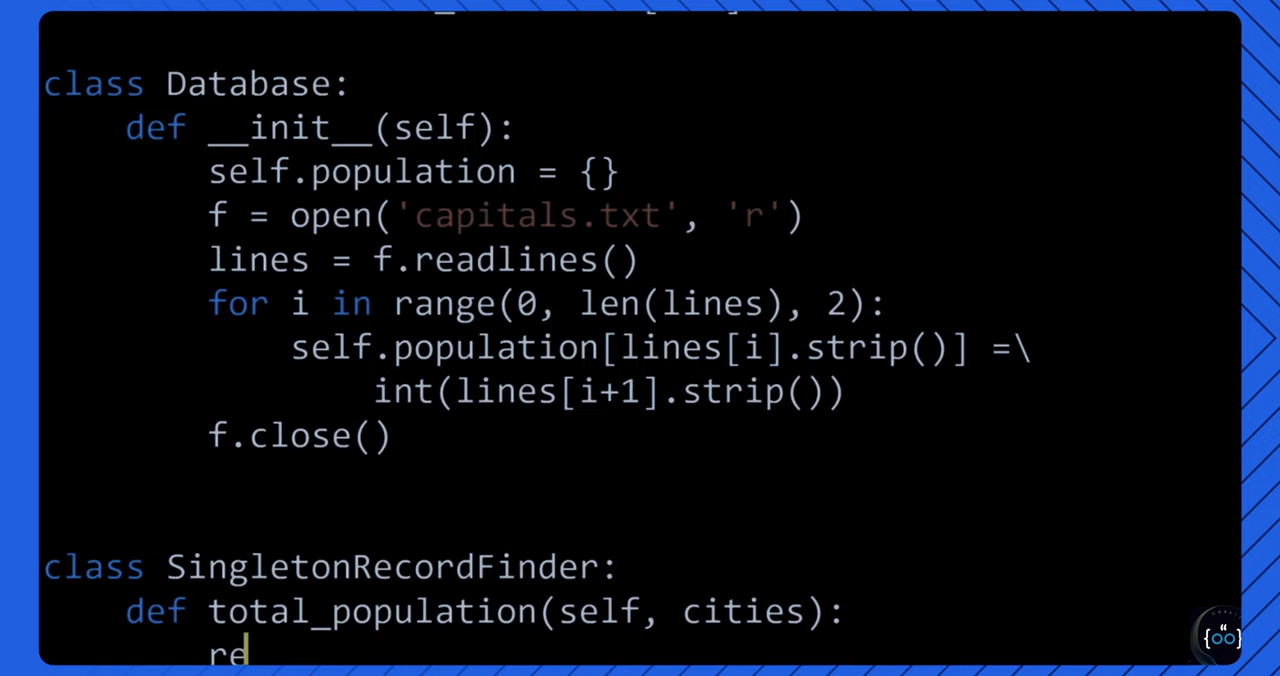 class Database:
    def __init__(self):
        self.population = {}
        f = open('capitals.txt', 'r')
        lines = f.readlines()
        for i in range(0, len(lines), 2):
            self.population[lines[i].strip()] =\
                int(lines[i+1].strip())
        f.close()
class SingletonRecordFinder:
    def total_population(self, cities):
        re